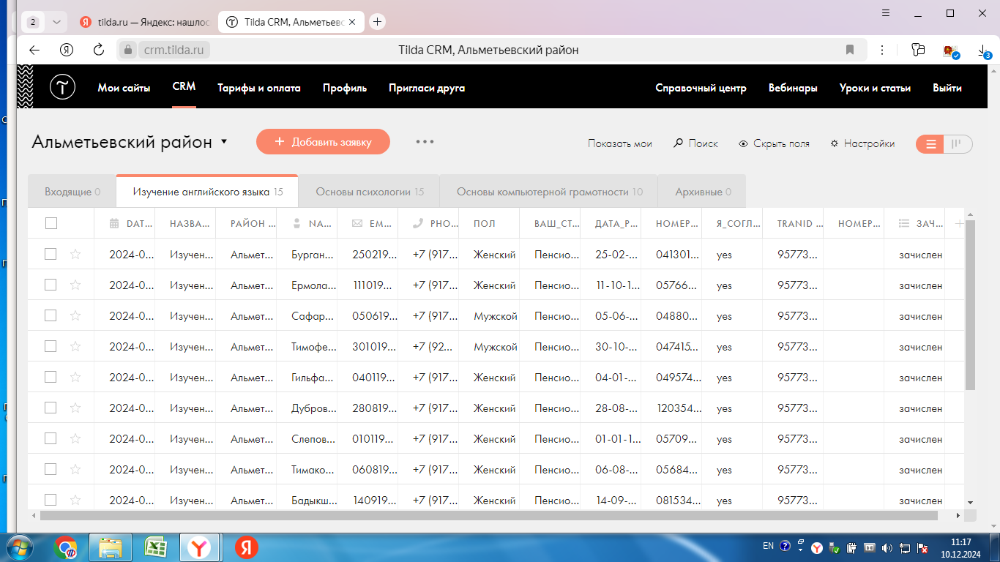 2
tilda.ru — Яндекс: нашлос
Tilda CRM, Альметьевс
crm.tilda.ru
Tilda CRM, Альметьевский район
3
Мои сайты CRM Тарифы и оплата Профиль Пригласи друга Справочный центр Вебинары Уроки и статьи Выйти
Альметьевский район
+ Добавить заявку
Показать мои Поиск Скрыть поля Настройки
Входящие 0 Изучение английского языка 15 Основы психологии 15 Основы компьютерной грамотности 10 Архивные 0
DAT... НАЗВА... РАЙОН ... NA... EM... PHO... ПОЛ ВАШ_СТ... ДАТА_Р... НОМЕР... Я_СОГЛ... TRANID ... НОМЕР... ЗАЧ...
2024-0... Изучен... Альмет... Бурган... 250219... +7 (917... Женский Пенсио... 25-02-... 041301... yes 95773... зачислен
2024-0... Изучен... Альмет... Ермола... 111019... +7 (917... Женский Пенсио... 11-10-1... 05766... yes 95773... зачислен
2024-0... Изучен... Альмет... Сафар... 050619... +7 (917... Мужской Пенсио... 05-06-... 04880... yes 95773... зачислен
2024-0... Изучен... Альмет... Тимофе... 301019... +7 (92... Мужской Пенсио... 30-10-... 047415... yes 95773... зачислен
2024-0... Изучен... Альмет... Гильфа... 040119... +7 (917... Женский Пенсио... 04-01-... 049574... yes 95773... зачислен
2024-0... Изучен... Альмет... Дубров... 280819... +7 (917... Женский Пенсио... 28-08-... 120354... yes 95773... зачислен
2024-0... Изучен... Альмет... Слепов... 010119... +7 (917... Женский Пенсио... 01-01-1... 05709... yes 95773... зачислен
2024-0... Изучен... Альмет... Тимако... 060819... +7 (917... Женский Пенсио... 06-08-... 05684... yes 95773... зачислен
2024-0... Изучен... Альмет... Бадыкш... 140919... +7 (917... Женский Пенсио... 14-09-... 081534... yes 95773... зачислен
EN
11:17
10.12.2024